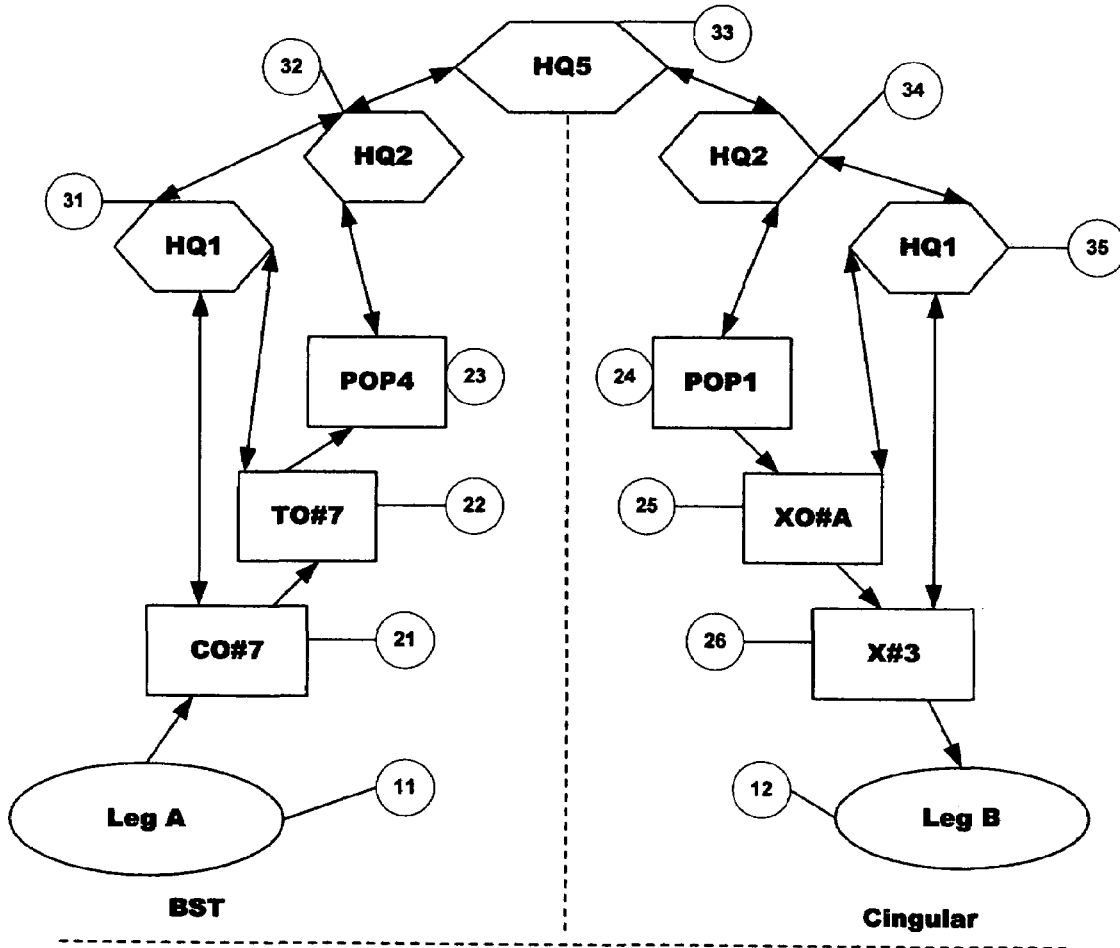 33
HQ5
32
34
HQ2
HQ2
31
HQ1
HQ1
35
POP4
23
24
POP1
TO#7
22
25
XO#A
CO#7
21
26
X#3
Leg A
11
12
Leg B
BST
Cingular